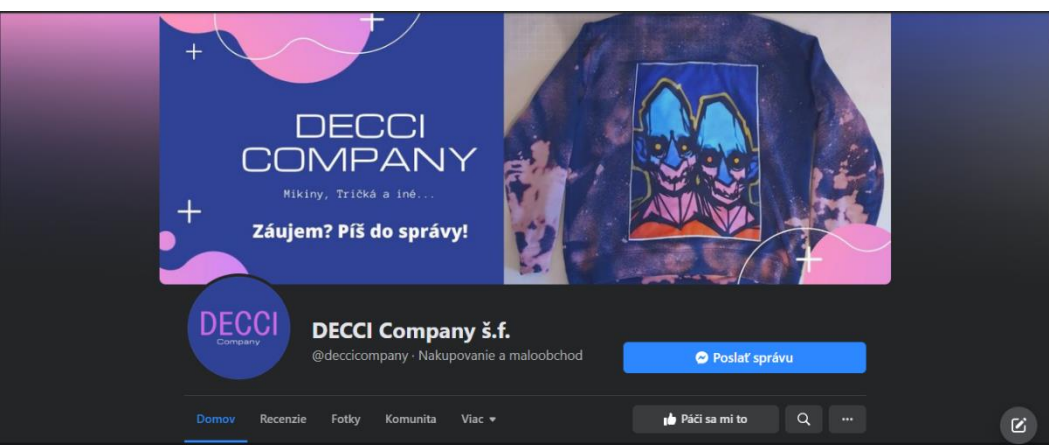 DECCI
COMPANY
Mikiny, Tričká a iné...
Záujem? Píš do správy!
DECCI
Company
DECCI Company š.f.
@deccicompany · Nakupovanie a maloobchod
Poslať správu
Domov Recenzie Fotky Komunita Viac
Páči sa mi to